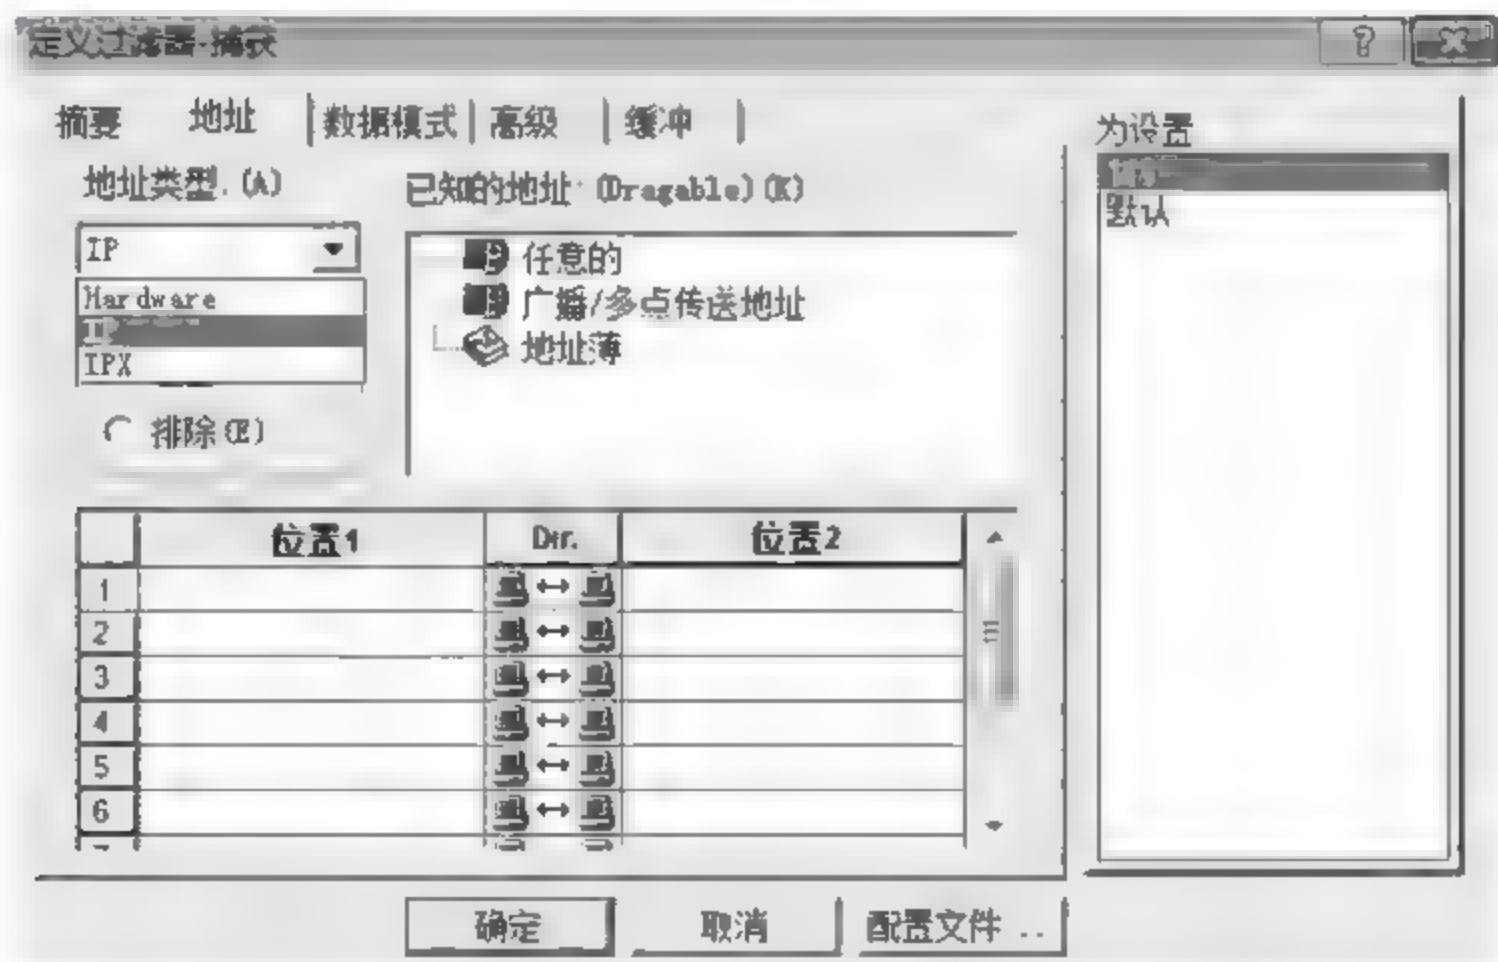 定义过滤器-捕获
摘要 地址 数据模式 高级 缓冲
为设置
地址类型.(A)
已知的地址:(Dragable)(K)
IP
Hardware
IP
IPX
排除(E)
任意的
广播/多点传送地址
地址薄
默认
位置1 Dir. 位置2
1
2
3
4
5
6
确定 取消 配置文件 ..